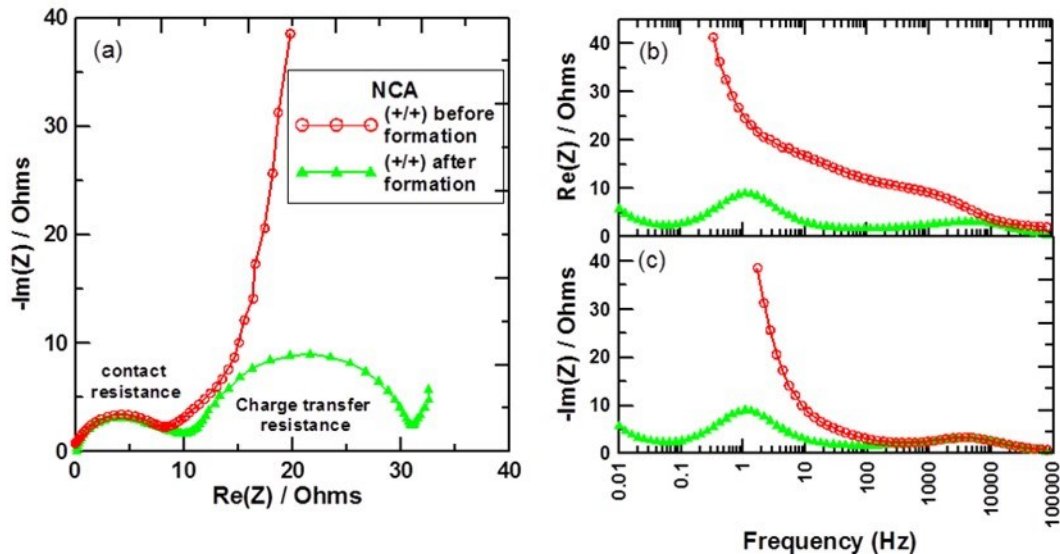 (a)
40
30
20
10
0
-Im(Z) / Ohms
0
10
20
30
40
Re(Z) / Ohms
NCA
(+/+) before
formation
(+/+) after
formation
contact
resistance
Charge transfer
resistance
(b)
40
30
20
10
0
Re(Z) / Ohms
(c)
40
30
20
10
0
-Im(Z) / Ohms
0.01
0.1
1
10
100
1000
10000
100000
Frequency (Hz)